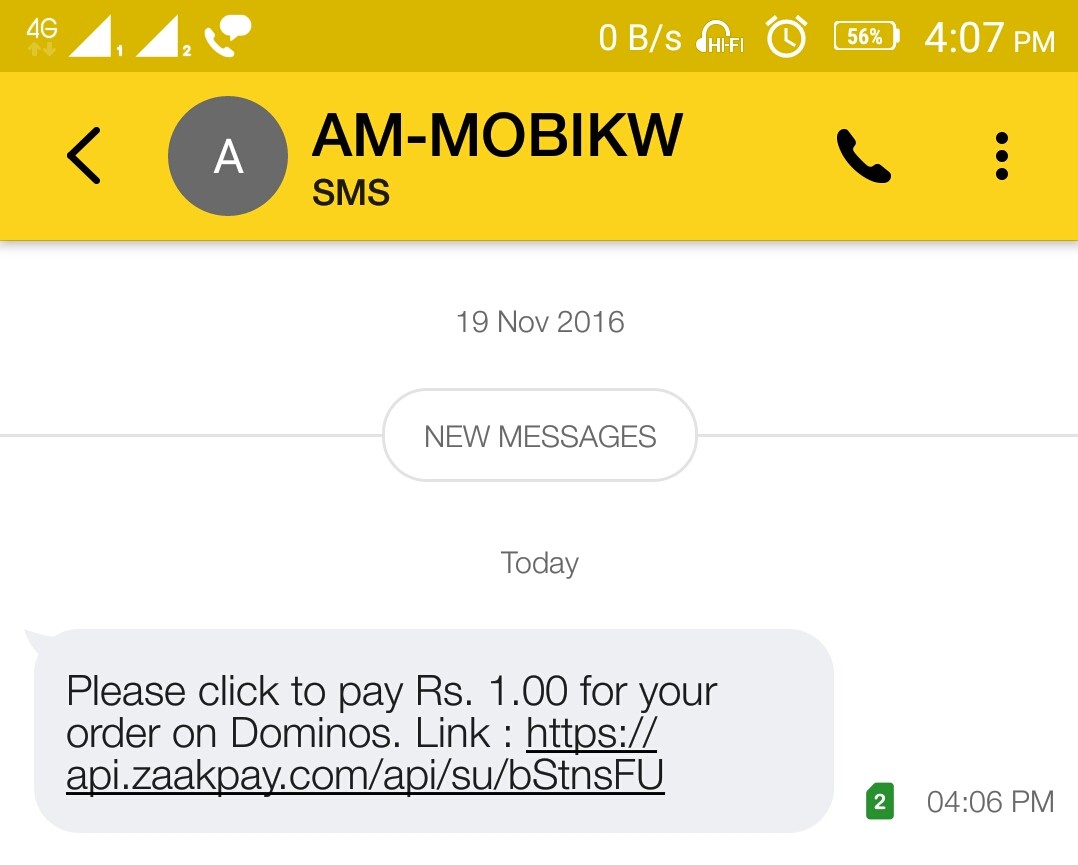 4G 1 2 0 B/s HI-FI 56% 4:07 PM
A AM-MOBIKW
SMS
19 Nov 2016
NEW MESSAGES
Today
Please click to pay Rs. 1.00 for your
order on Dominos. Link : https://
api.zaakpay.com/api/su/bStnsFU
2 04:06 PM